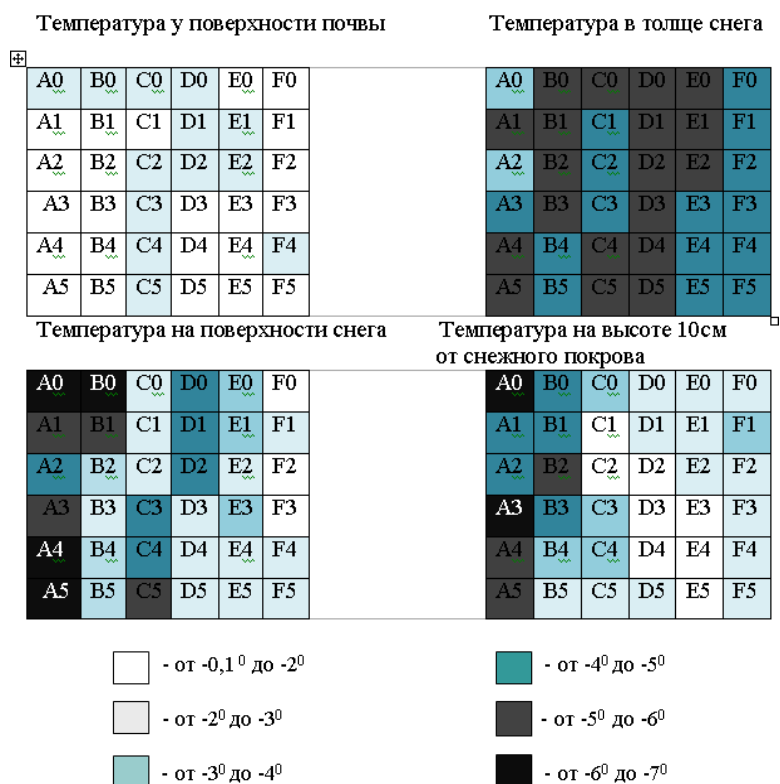 Температура у поверхности почвы
Температура в толще снега
A0 B0 C0 D0 E0 F0
A1 B1 C1 D1 E1 F1
A2 B2 C2 D2 E2 F2
A3 B3 C3 D3 E3 F3
A4 B4 C4 D4 E4 F4
A5 B5 C5 D5 E5 F5
A0 B0 C0 D0 E0 F0
A1 B1 C1 D1 E1 F1
A2 B2 C2 D2 E2 F2
A3 B3 C3 D3 E3 F3
A4 B4 C4 D4 E4 F4
A5 B5 C5 D5 E5 F5
Температура на поверхности снега
Температура на высоте 10см
от снежного покрова
A0 B0 C0 D0 E0 F0
A1 B1 C1 D1 E1 F1
A2 B2 C2 D2 E2 F2
A3 B3 C3 D3 E3 F3
A4 B4 C4 D4 E4 F4
A5 B5 C5 D5 E5 F5
A0 B0 C0 D0 E0 F0
A1 B1 C1 D1 E1 F1
A2 B2 C2 D2 E2 F2
A3 B3 C3 D3 E3 F3
A4 B4 C4 D4 E4 F4
A5 B5 C5 D5 E5 F5
- от -0,1⁰ до -2⁰
- от -2⁰ до -3⁰
- от -3⁰ до -4⁰
- от -4⁰ до -5⁰
- от -5⁰ до -6⁰
- от -6⁰ до -7⁰